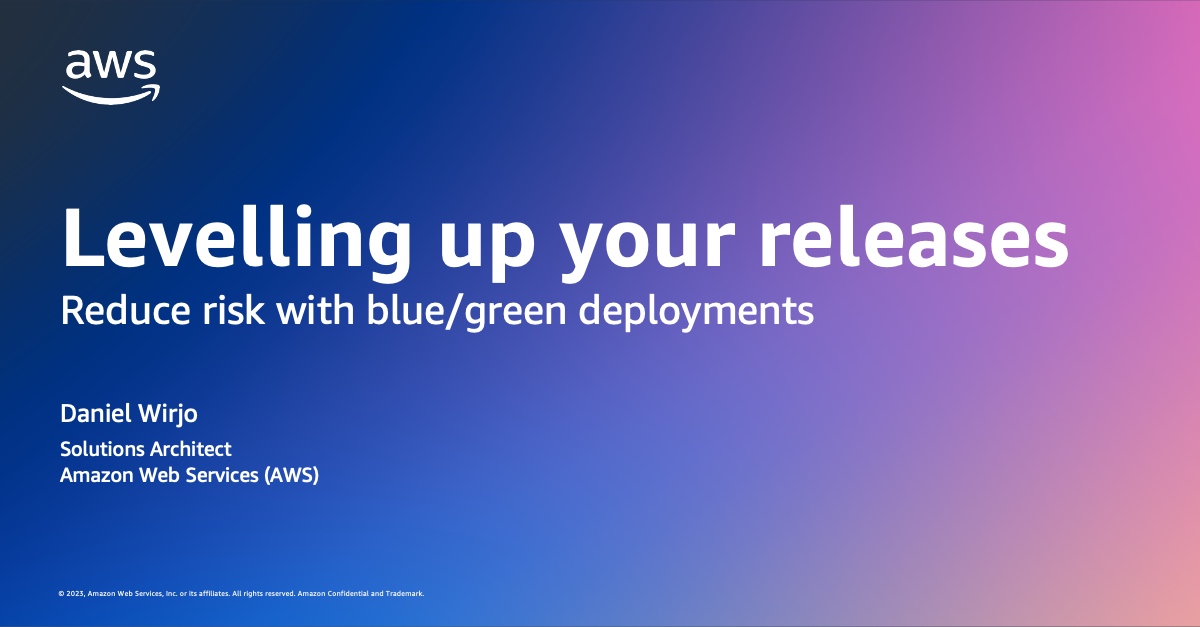 aws
Levelling up your releases
Reduce risk with blue/green deployments
Daniel Wirjo
Solutions Architect
Amazon Web Services (AWS)
© 2023, Amazon Web Services, Inc. or its affiliates. All rights reserved. Amazon Confidential and Trademark.